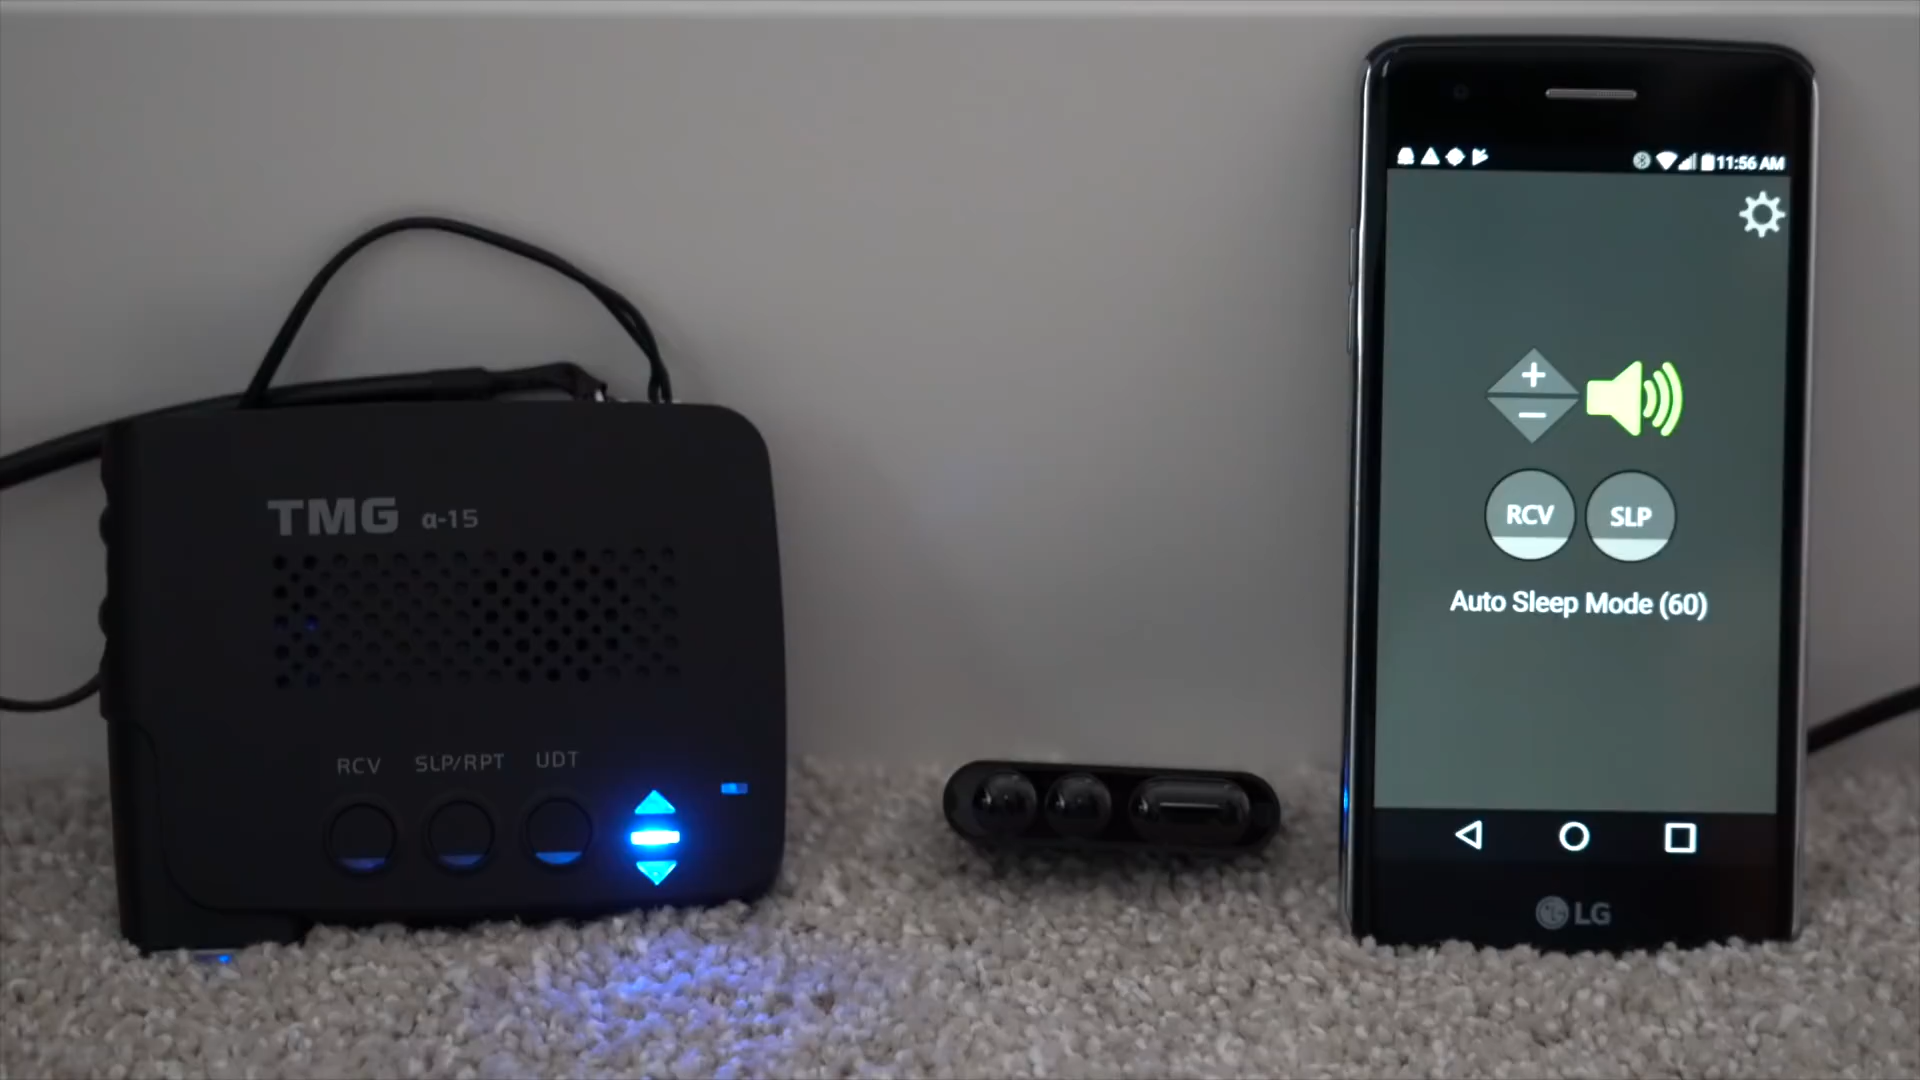 TMG α-15
RCV SLP/RPT UDT
11:56 AM
+
−
RCV SLP
Auto Sleep Mode (60)
LG